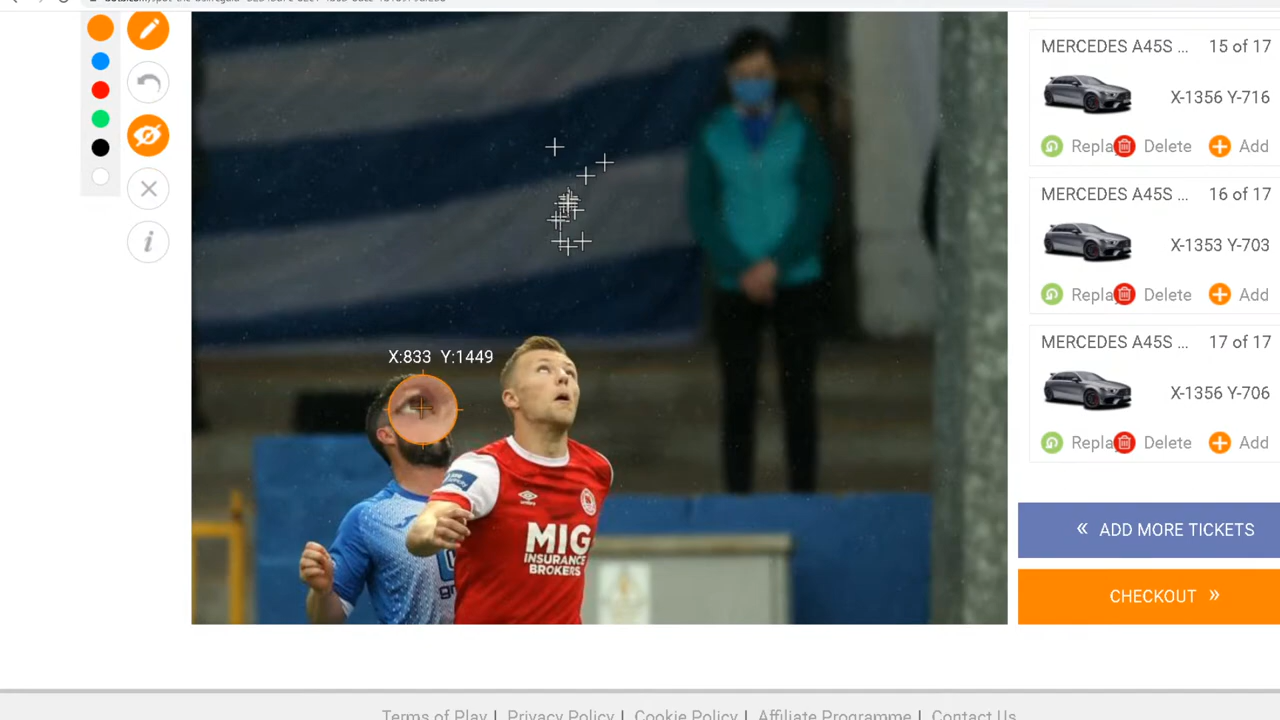 MERCEDES A45S ... 15 of 17
X-1356 Y-716
Repla Delete Add
MERCEDES A45S ... 16 of 17
X-1353 Y-703
Repla Delete Add
MERCEDES A45S ... 17 of 17
X-1356 Y-706
Repla Delete Add
X:833 Y:1449
MIG
INSURANCE
BROKERS
« ADD MORE TICKETS
CHECKOUT »
Terms of Play | Privacy Policy | Cookie Policy | Affiliate Programme | Contact Us